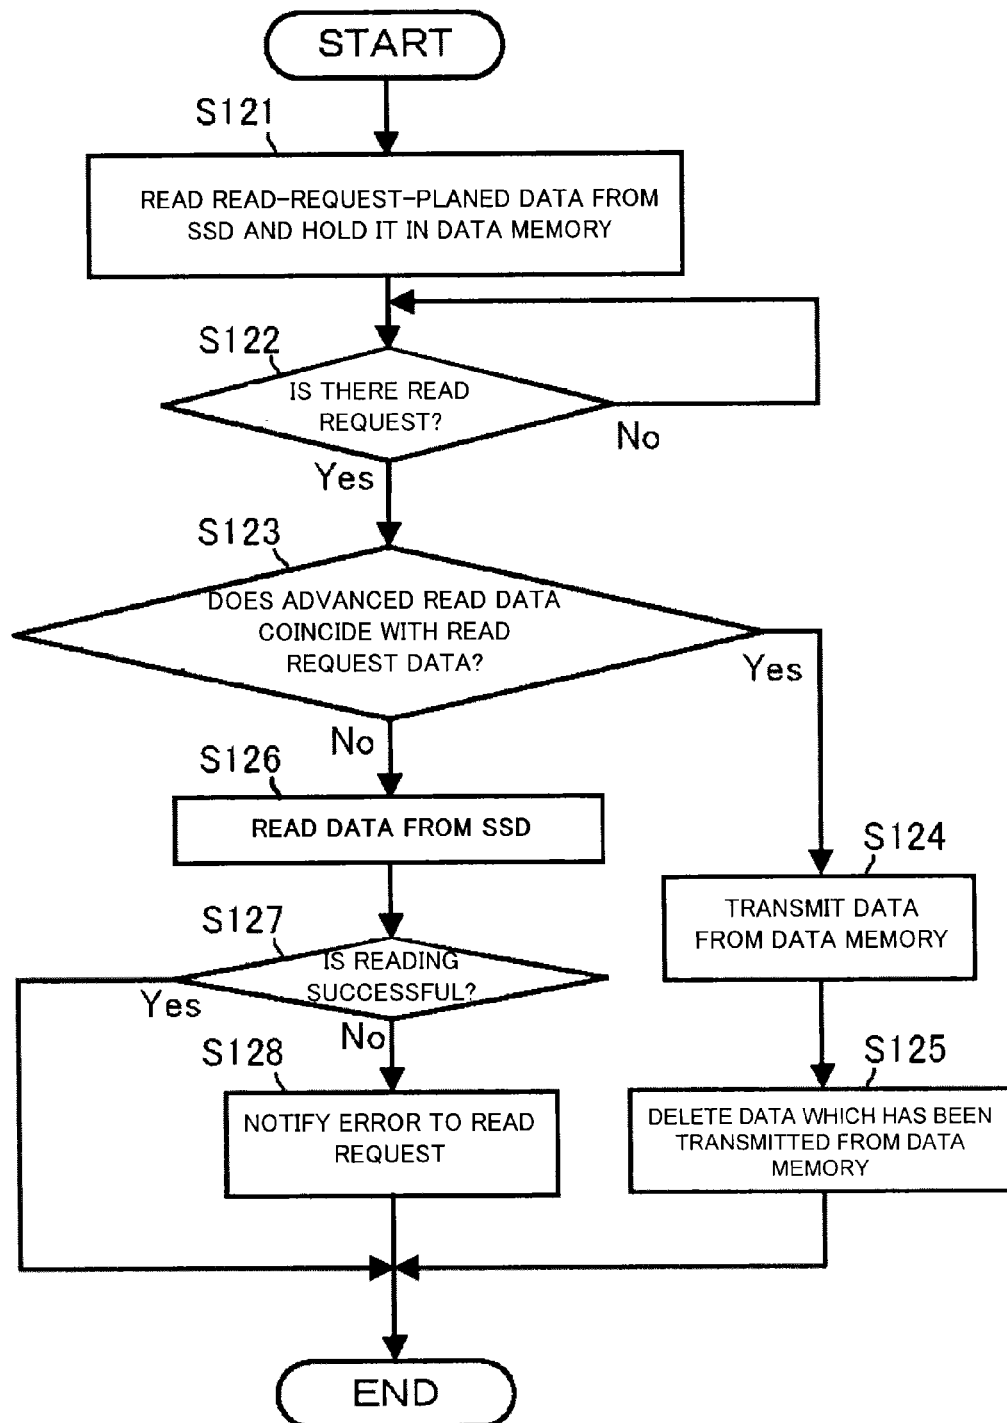 START
S121
READ READ-REQUEST-PLANED DATA FROM
SSD AND HOLD IT IN DATA MEMORY
S122
IS THERE READ
REQUEST?
No
Yes
S123
DOES ADVANCED READ DATA
COINCIDE WITH READ
REQUEST DATA?
Yes
No
S126
READ DATA FROM SSD
S124
TRANSMIT DATA
FROM DATA MEMORY
S127
IS READING
SUCCESSFUL?
Yes
No
S128
NOTIFY ERROR TO READ
REQUEST
S125
DELETE DATA WHICH HAS BEEN
TRANSMITTED FROM DATA
MEMORY
END